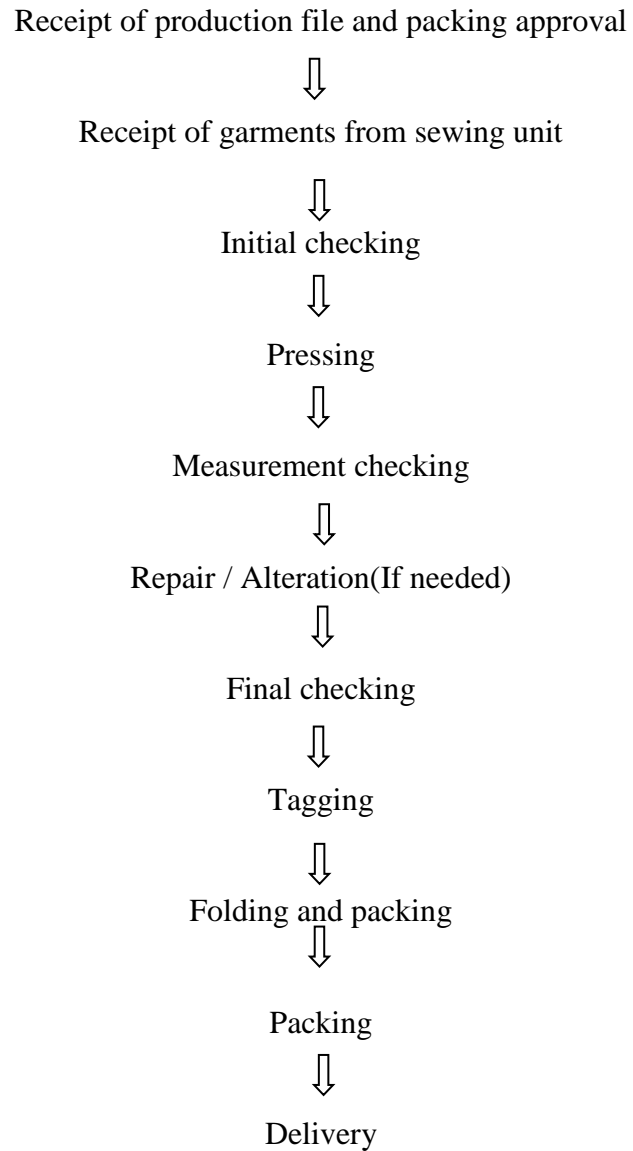 Receipt of production file and packing approval
Receipt of garments from sewing unit
Initial checking
Pressing
Measurement checking
Repair / Alteration(If needed)
Final checking
Tagging
Folding and packing
Packing
Delivery